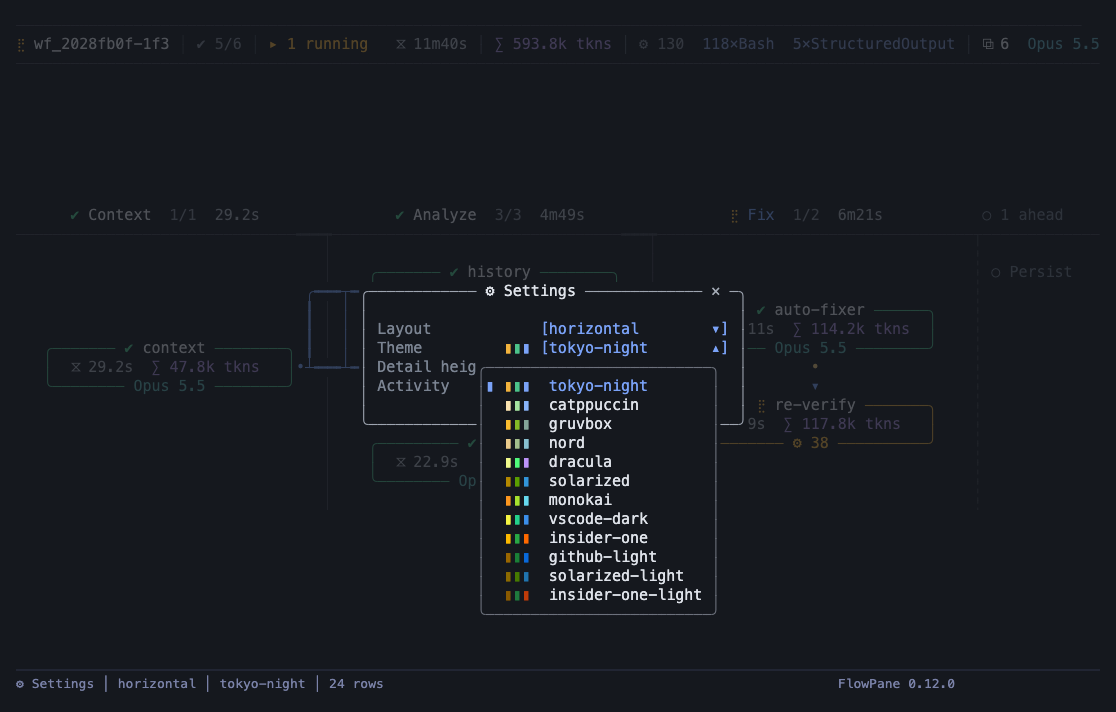 wf_2028fb0f-1f3 │ ✓ 5/6 │ ▸ 1 running ⧖ 11m40s │ ∑ 593.8k tkns │ ⚙ 130 118×Bash 5×StructuredOutput │ ⧉ 6 Opus 5.5
✔ Context 1/1 29.2s ✔ Analyze 3/3 4m49s ⣟ Fix 1/2 6m21s ○ 1 ahead
✔ history ○ Persist
⚙ Settings ×
✔ auto-fixer
Layout [horizontal ▾] 11s ∑ 114.2k tkns
✔ context Theme [tokyo-night ▴] Opus 5.5
⧖ 29.2s ∑ 47.8k tkns Detail heig
Opus 5.5 Activity tokyo-night
catppuccin ⣟ re-verify
gruvbox 9s ∑ 117.8k tkns
✔ nord ⚙ 38
⧖ 22.9s dracula
Op solarized
monokai
vscode-dark
insider-one
github-light
solarized-light
insider-one-light
⚙ Settings │ horizontal │ tokyo-night │ 24 rows FlowPane 0.12.0